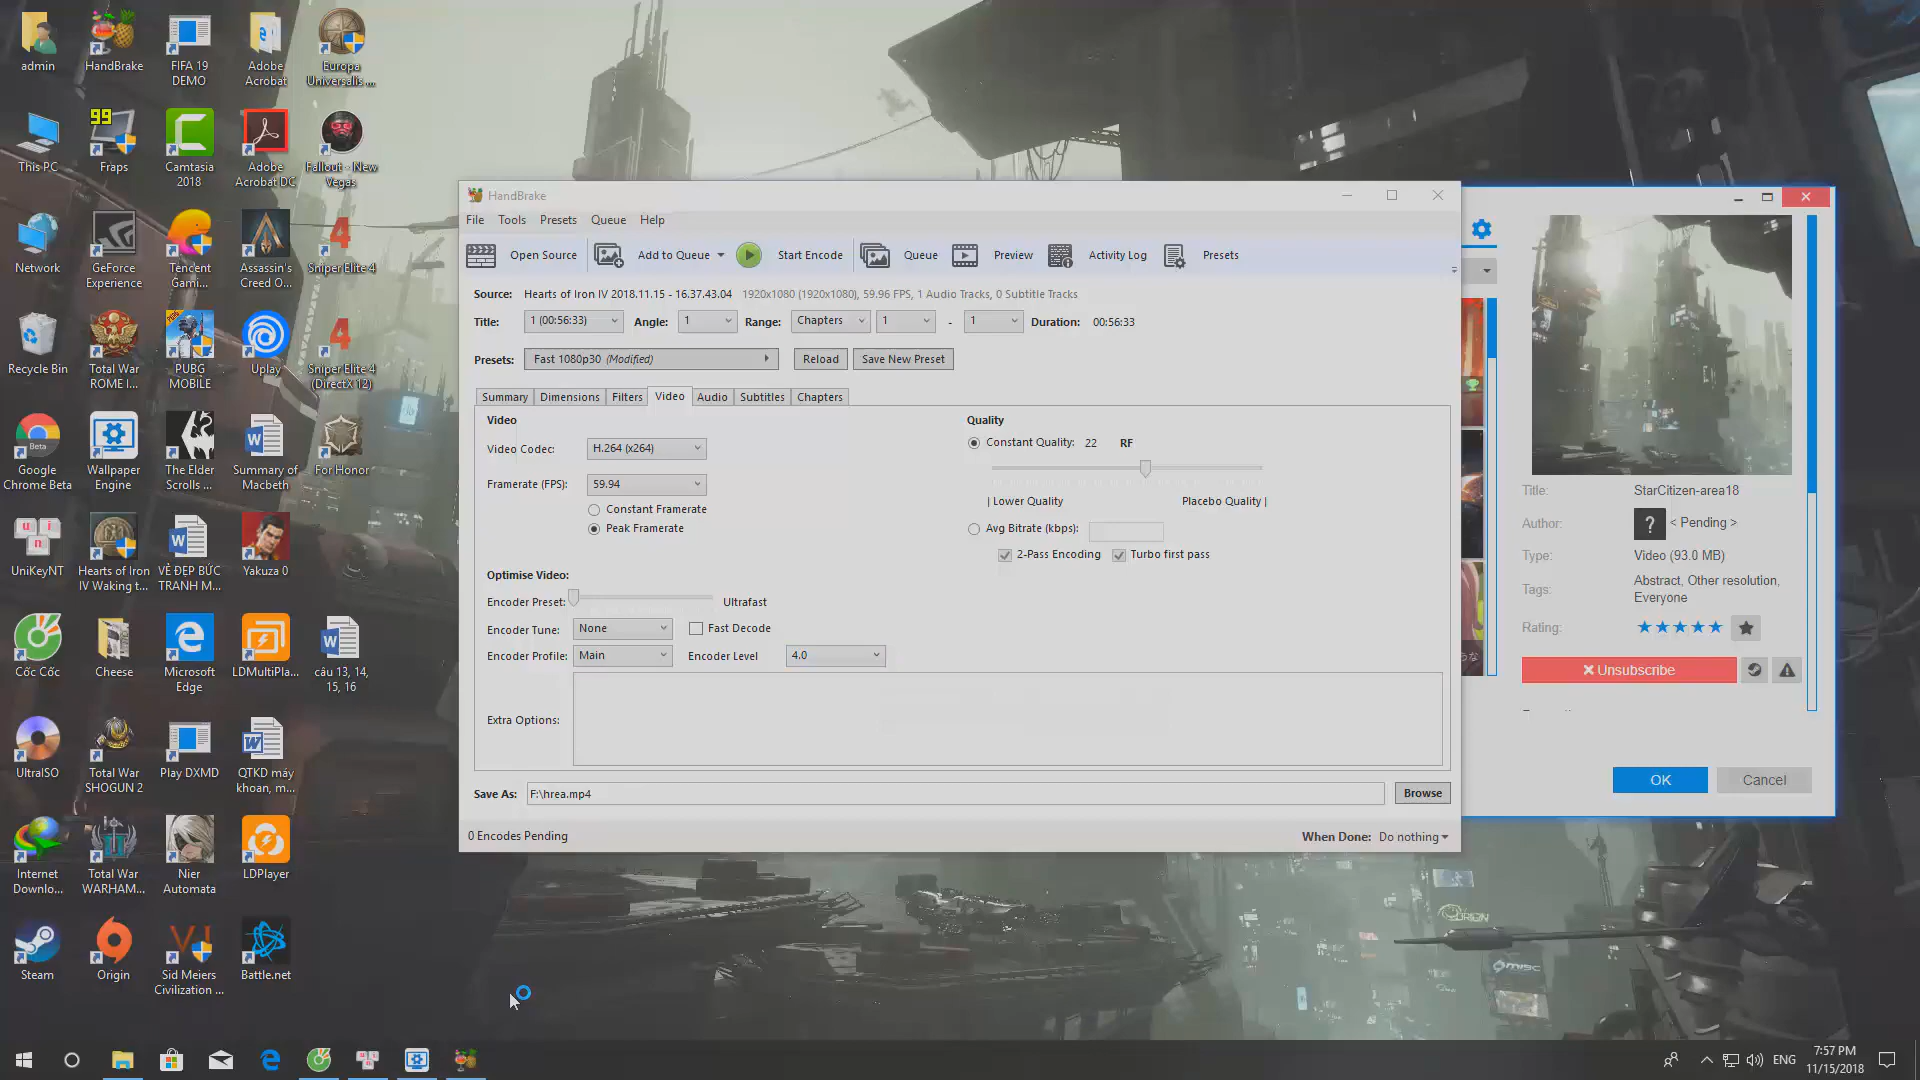 admin
HandBrake
FIFA 19
DEMO
Adobe
Acrobat
Europa
Universalis ...
99
This PC
Fraps
Camtasia
2018
Adobe
Acrobat DC
Fallout - New
Vegas
Network
GeForce
Experience
Tencent
Gami...
Assassin's
Creed O...
Sniper Elite 4
Recycle Bin
Total War
ROME I...
PUBG
MOBILE
Uplay
Sniper Elite 4
(DirectX 12)
Google
Chrome Beta
Wallpaper
Engine
The Elder
Scrolls ...
Summary of
Macbeth
For Honor
UniKeyNT
Hearts of Iron
IV Waking t...
VẺ ĐẸP BỨC
TRANH M...
Yakuza 0
Cốc Cốc
Cheese
Microsoft
Edge
LDMultiPla...
câu 13, 14,
15, 16
UltraISO
Total War
SHOGUN 2
Play DXMD
QTKD máy
khoan, m...
Internet
Downlo...
Total War
WARHAM...
Nier
Automata
LDPlayer
Steam
Origin
Sid Meiers
Civilization ...
Battle.net
HandBrake
File Tools Presets Queue Help
Open Source Add to Queue Start Encode Queue Preview Activity Log Presets
Source: Hearts of Iron IV 2018.11.15 - 16.37.43.04 1920x1080 (1920x1080), 59.96 FPS, 1 Audio Tracks, 0 Subtitle Tracks
Title: 1 (00:56:33) Angle: 1 Range: Chapters 1 - 1 Duration: 00:56:33
Presets: Fast 1080p30 (Modified) Reload Save New Preset
Summary Dimensions Filters Video Audio Subtitles Chapters
Video
Video Codec: H.264 (x264)
Framerate (FPS): 59.94
Constant Framerate
Peak Framerate
Quality
Constant Quality: 22 RF
| Lower Quality Placebo Quality |
Avg Bitrate (kbps):
2-Pass Encoding Turbo first pass
Optimise Video:
Encoder Preset: Ultrafast
Encoder Tune: None Fast Decode
Encoder Profile: Main Encoder Level 4.0
Extra Options:
Save As: F:\hrea.mp4 Browse
0 Encodes Pending When Done: Do nothing
Title: StarCitizen-area18
Author: ? < Pending >
Type: Video (93.0 MB)
Tags: Abstract, Other resolution,
Everyone
Rating:
Unsubscribe
OK Cancel
ORIGIN
MISC
ENG
7:57 PM
11/15/2018